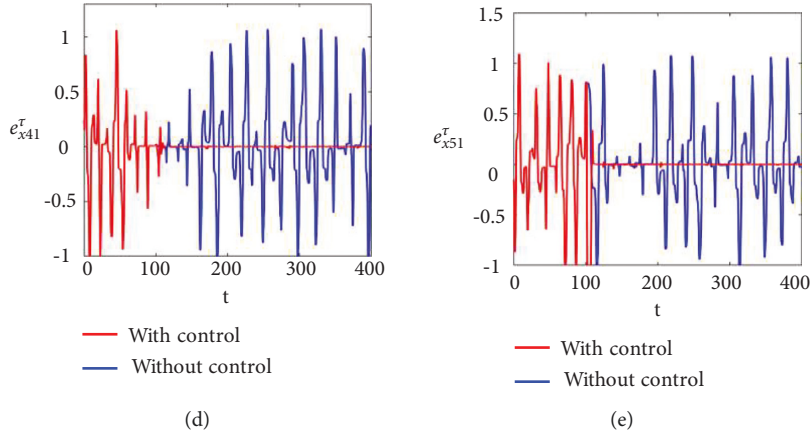 1
0.5
e^τ_x41
0
-0.5
-1
0 100 200 300 400
t
With control
Without control
(d)
1.5
1
0.5
e^τ_x51
0
-0.5
-1
0 100 200 300 400
t
With control
Without control
(e)